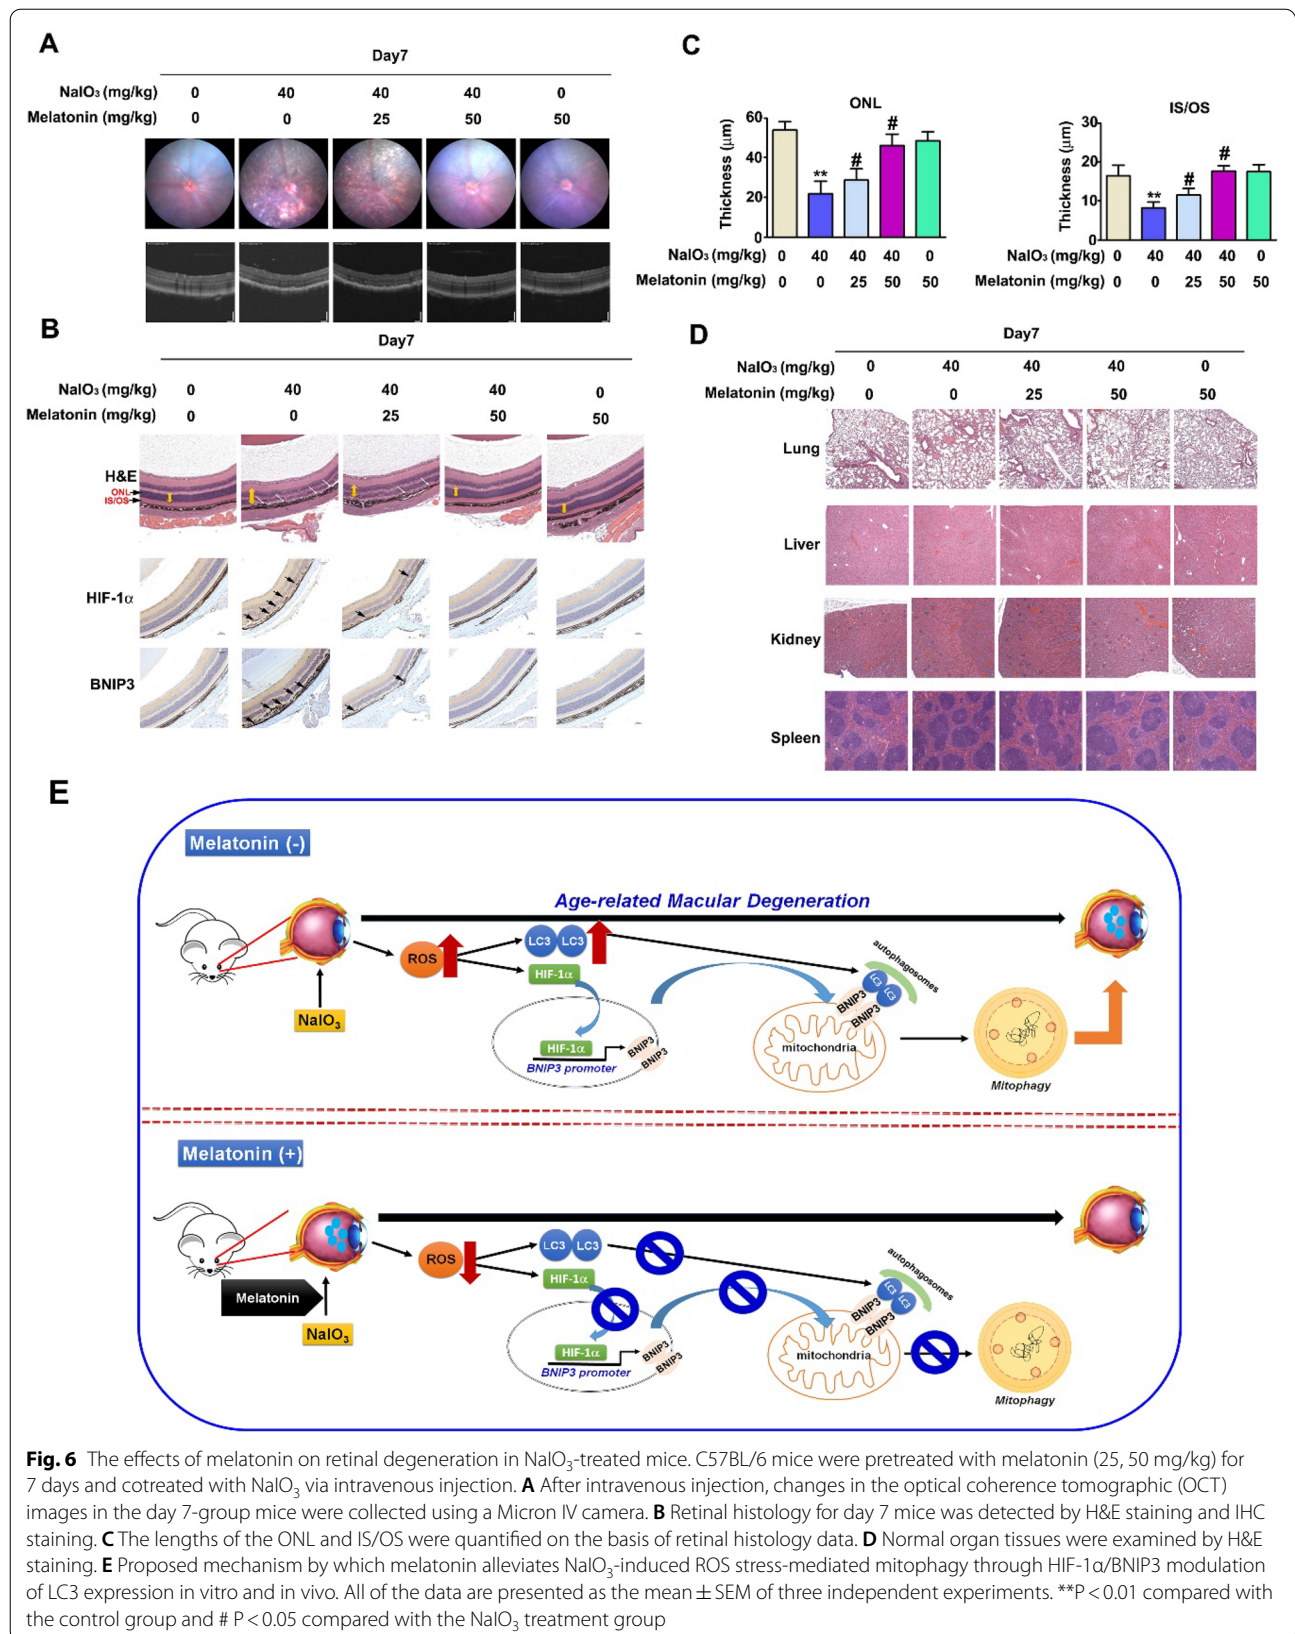 A
Day7
NaIO₃ (mg/kg) 0 40 40 40 0
Melatonin (mg/kg) 0 0 25 50 50
B
Day7
NaIO₃ (mg/kg) 0 40 40 40 0
Melatonin (mg/kg) 0 0 25 50 50
H&E
ONL
IS/OS
HIF-1α
BNIP3
C
ONL
Thickness (μm)
60
40
20
0
** # #
NaIO₃ (mg/kg) 0 40 40 40 0
Melatonin (mg/kg) 0 0 25 50 50
IS/OS
Thickness (μm)
30
20
10
0
** # #
NaIO₃ (mg/kg) 0 40 40 40 0
Melatonin (mg/kg) 0 0 25 50 50
D
Day7
NaIO₃ (mg/kg) 0 40 40 40 0
Melatonin (mg/kg) 0 0 25 50 50
Lung
Liver
Kidney
Spleen
E
Melatonin (-)
Age-related Macular Degeneration
ROS
LC3 LC3
HIF-1α
NaIO₃
HIF-1α
BNIP3 promoter
BNIP3
BNIP3
autophagosomes
LC3
LC3
BNIP3
BNIP3
mitochondria
Mitophagy
Melatonin (+)
ROS
LC3 LC3
HIF-1α
Melatonin
NaIO₃
HIF-1α
BNIP3 promoter
BNIP3
BNIP3
autophagosomes
LC3
LC3
BNIP3
BNIP3
mitochondria
Mitophagy
Fig. 6 The effects of melatonin on retinal degeneration in NaIO₃-treated mice. C57BL/6 mice were pretreated with melatonin (25, 50 mg/kg) for
7 days and cotreated with NaIO₃ via intravenous injection. A After intravenous injection, changes in the optical coherence tomographic (OCT)
images in the day 7-group mice were collected using a Micron IV camera. B Retinal histology for day 7 mice was detected by H&E staining and IHC
staining. C The lengths of the ONL and IS/OS were quantified on the basis of retinal histology data. D Normal organ tissues were examined by H&E
staining. E Proposed mechanism by which melatonin alleviates NaIO₃-induced ROS stress-mediated mitophagy through HIF-1α/BNIP3 modulation
of LC3 expression in vitro and in vivo. All of the data are presented as the mean ± SEM of three independent experiments. **P < 0.01 compared with
the control group and # P < 0.05 compared with the NaIO₃ treatment group